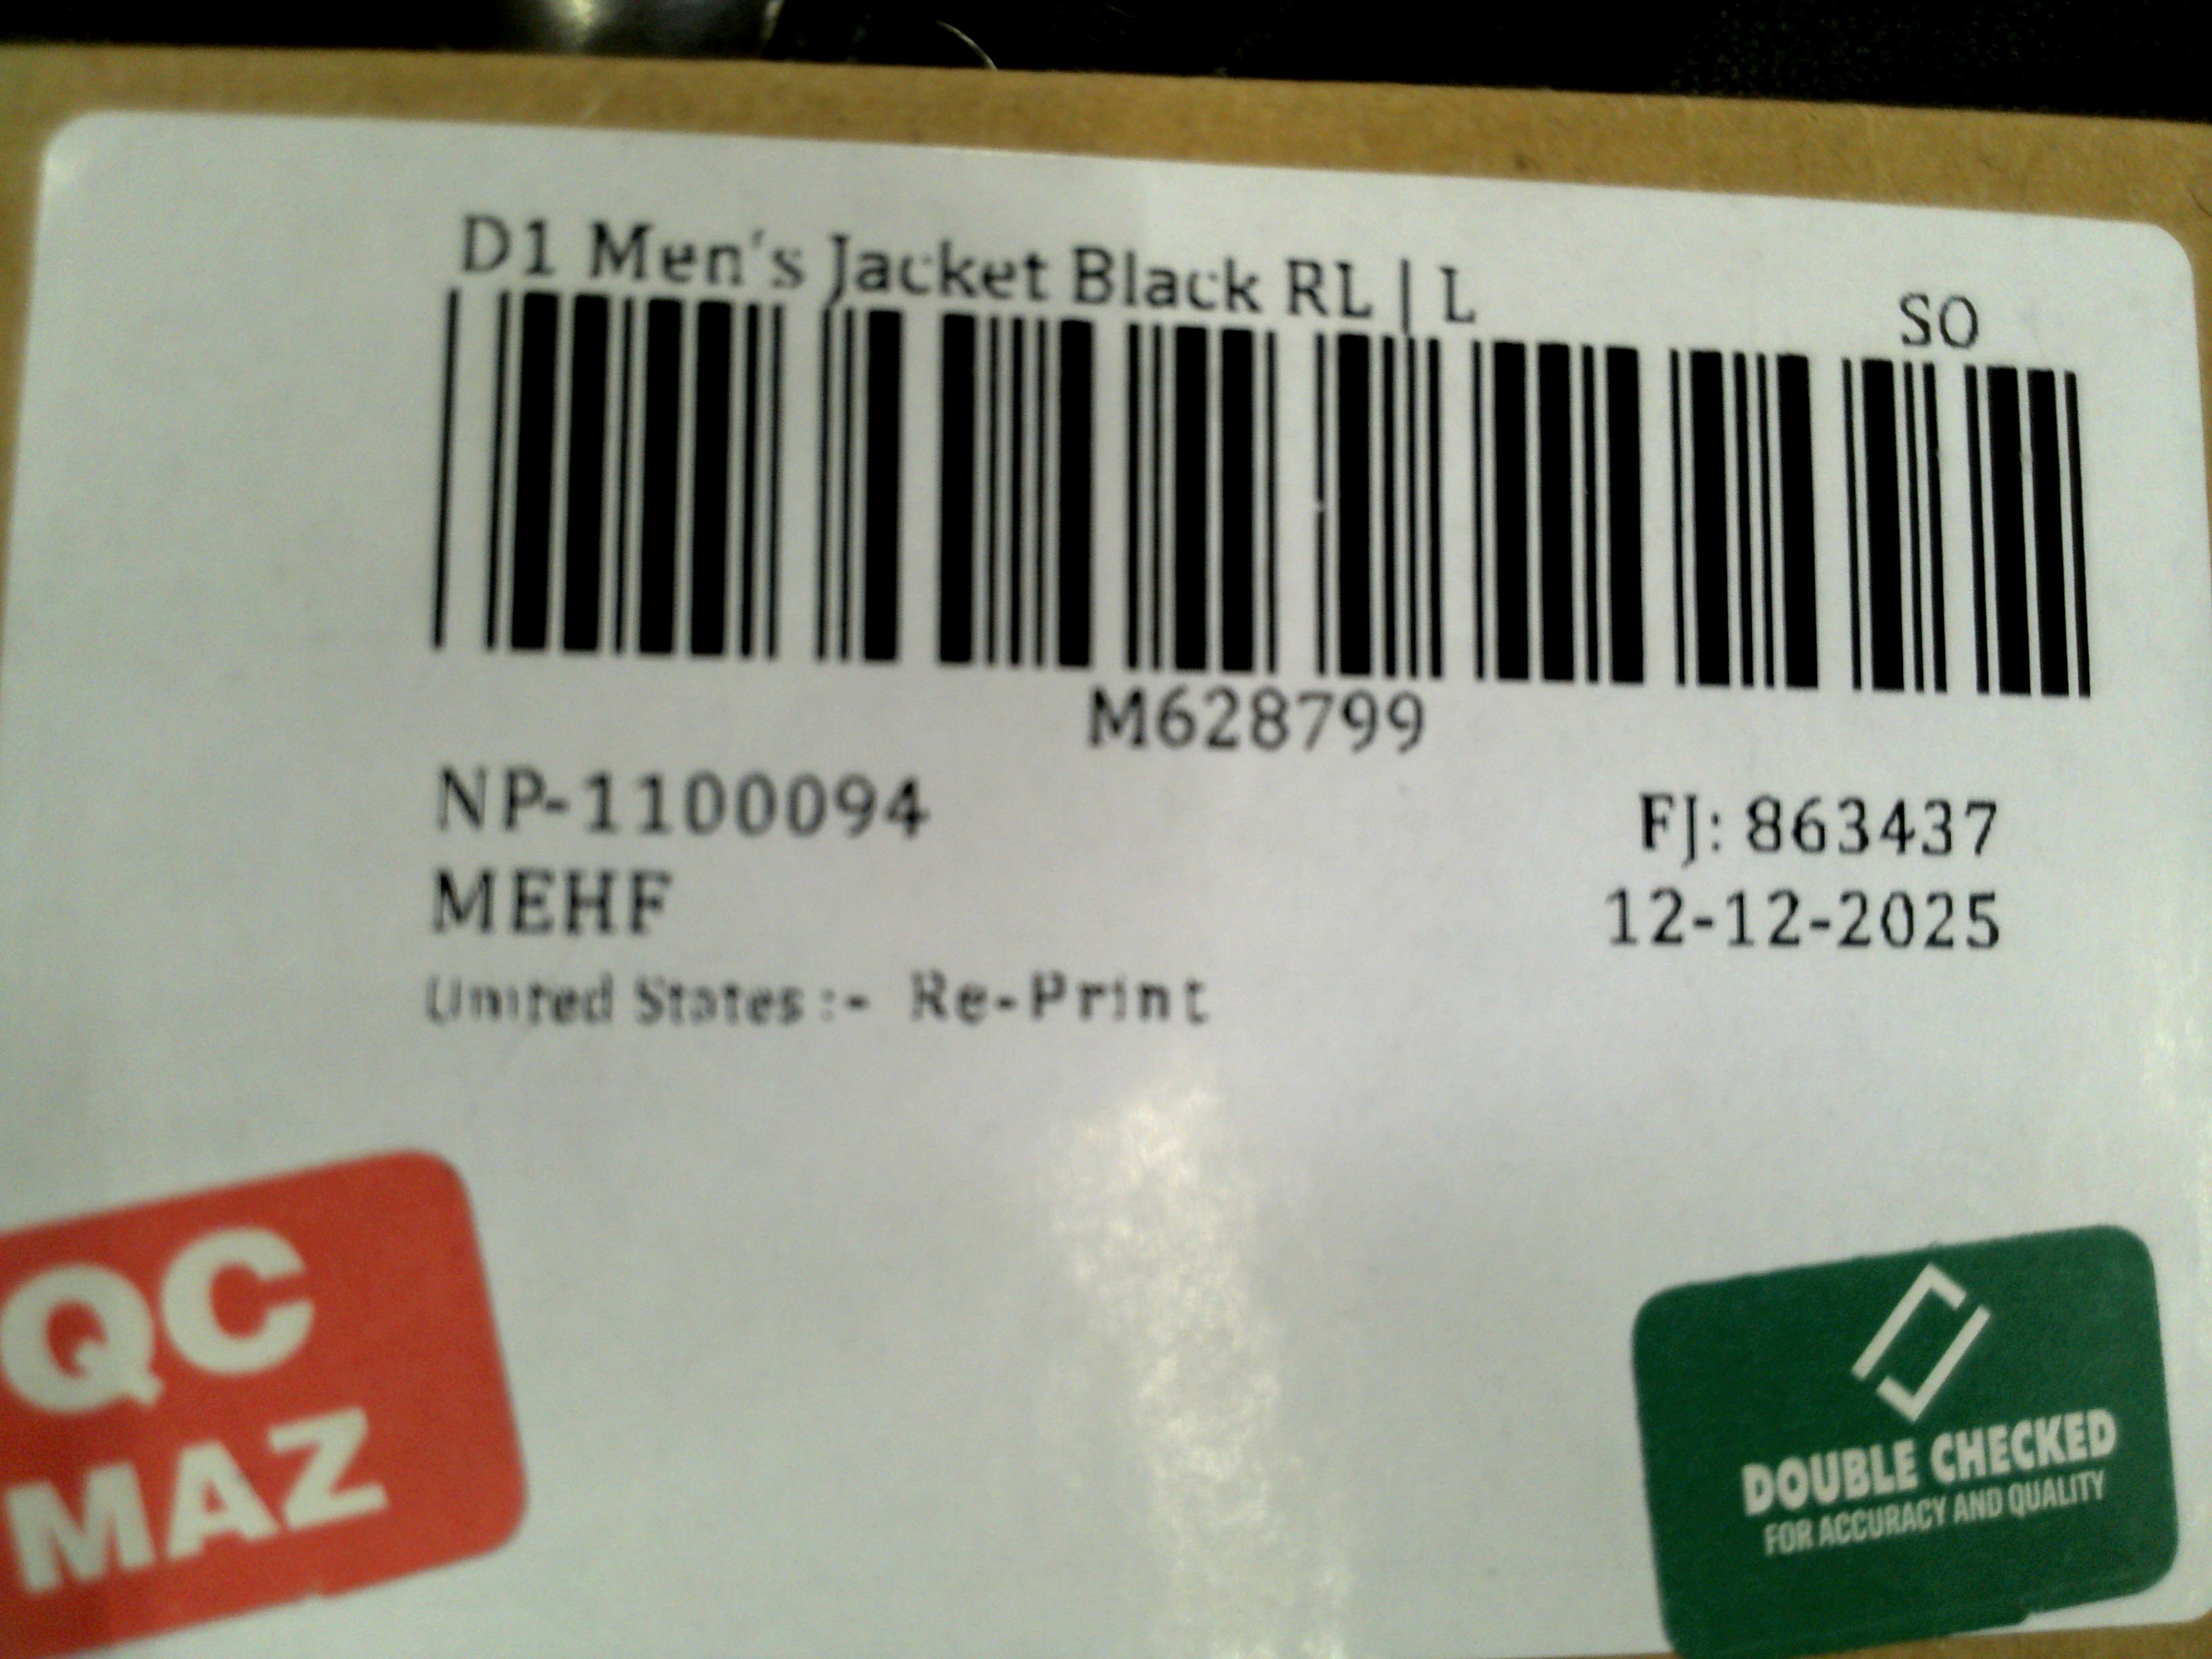 D1 Men's Jacket Black RL | L
SO
M628799
NP-1100094
FJ: 863437
MEHF
12-12-2025
United States :- Re-Print
QC
MAZ
DOUBLE CHECKED
FOR ACCURACY AND QUALITY